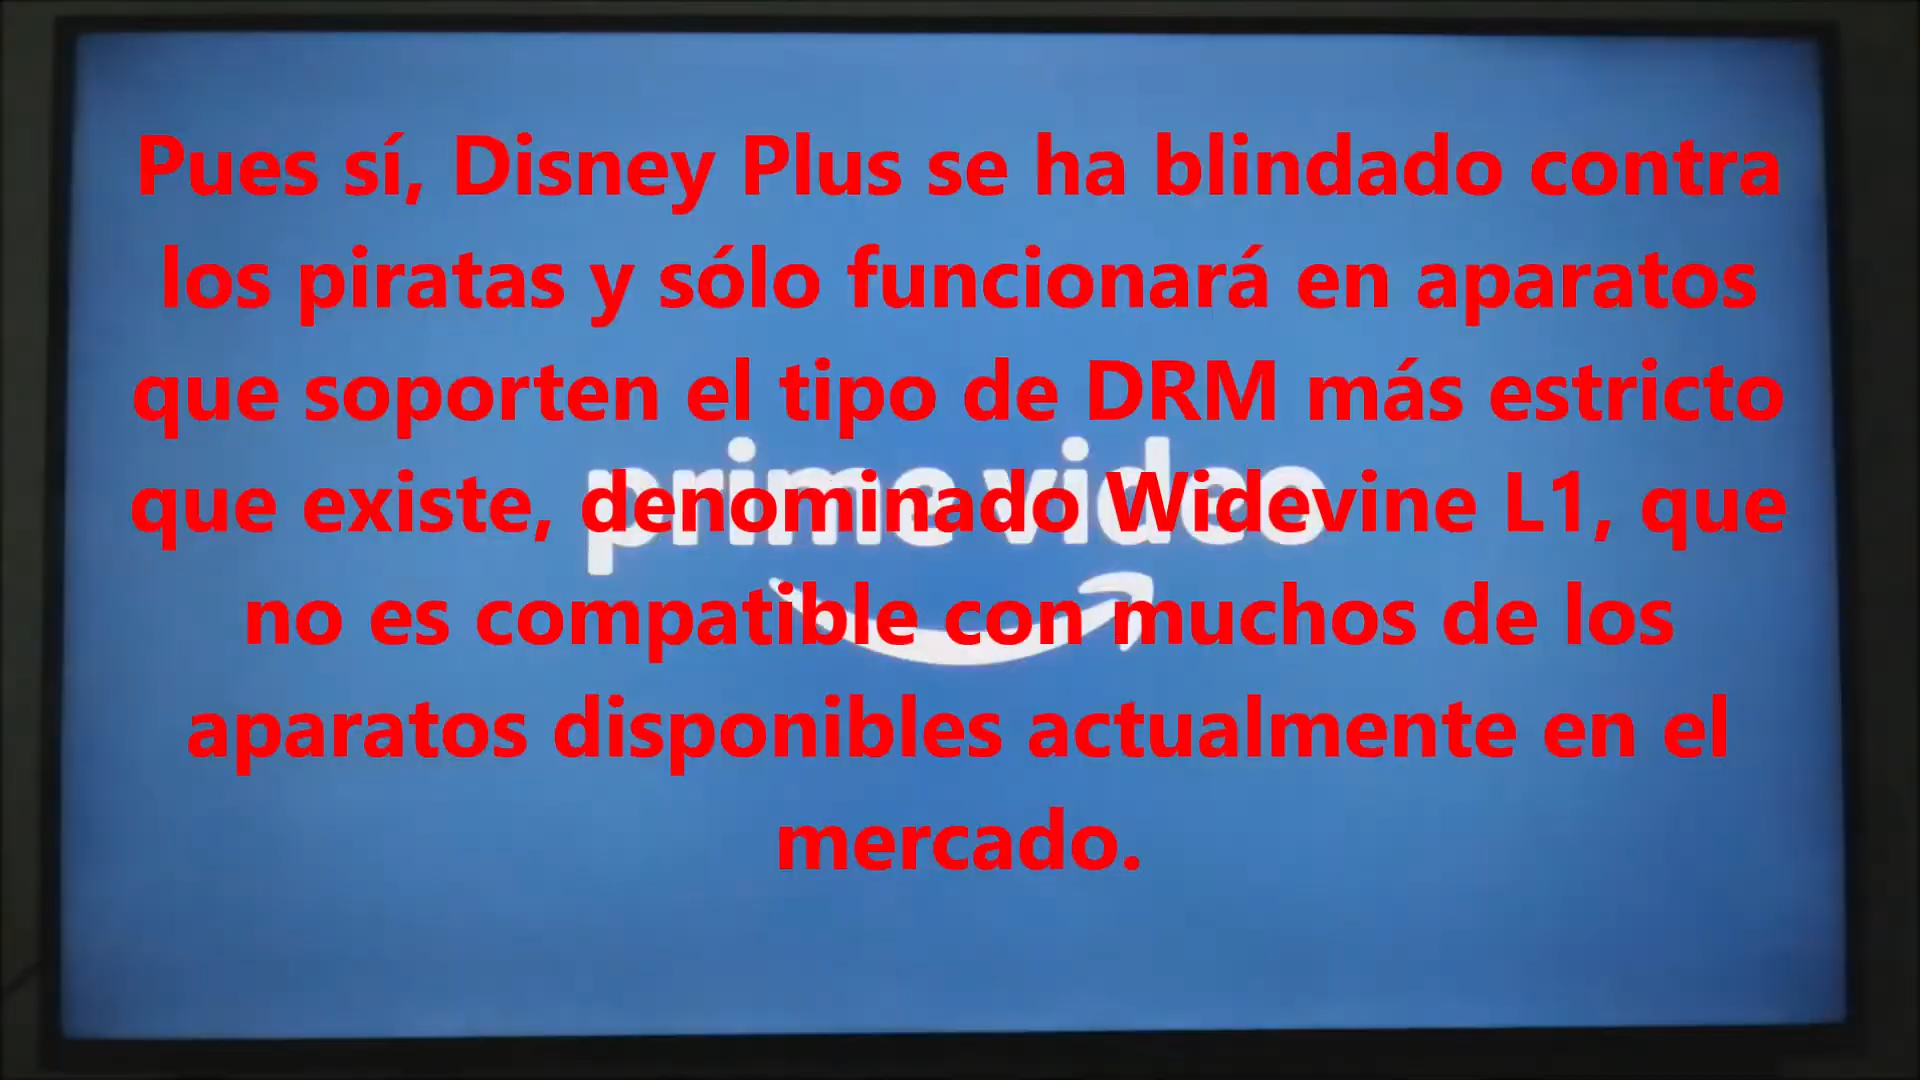 Pues sí, Disney Plus se ha blindado contra
los piratas y sólo funcionará en aparatos
que soporten el tipo de DRM más estricto
que existe, denominado Widevine L1, que
no es compatible con muchos de los
aparatos disponibles actualmente en el
mercado.
prime video